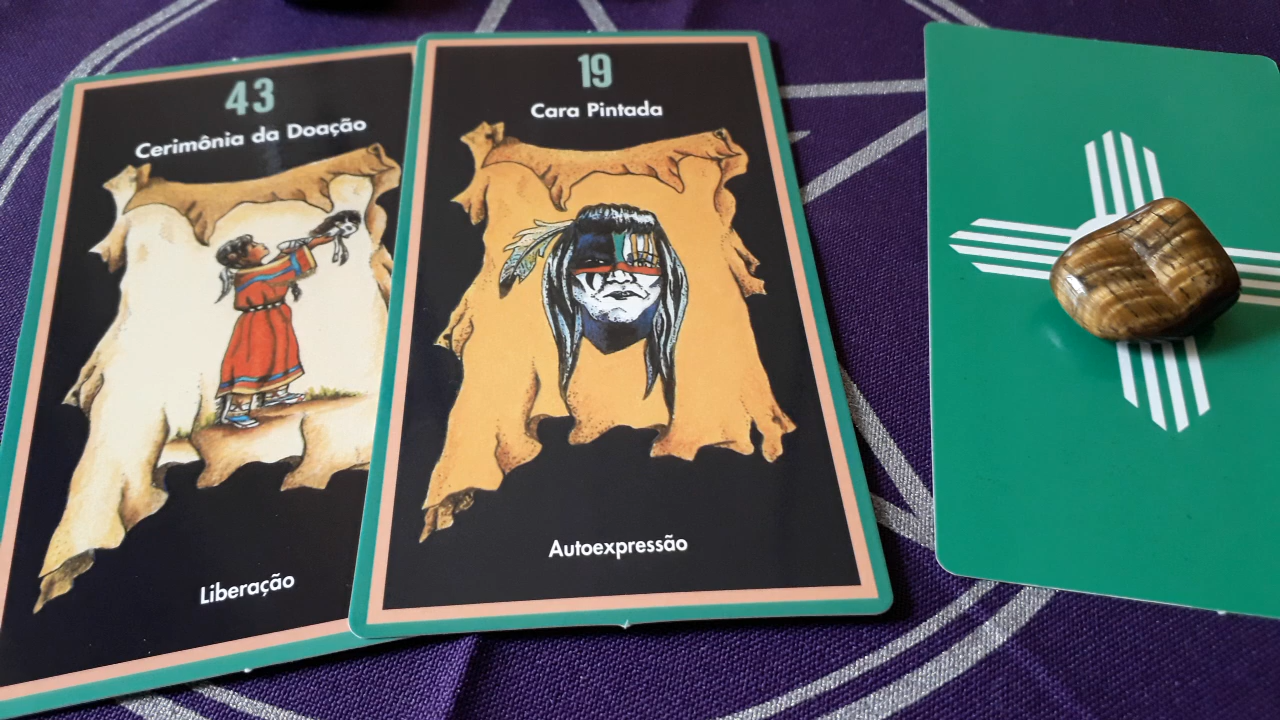 43
Cerimônia da Doação
Liberação
19
Cara Pintada
Autoexpressão